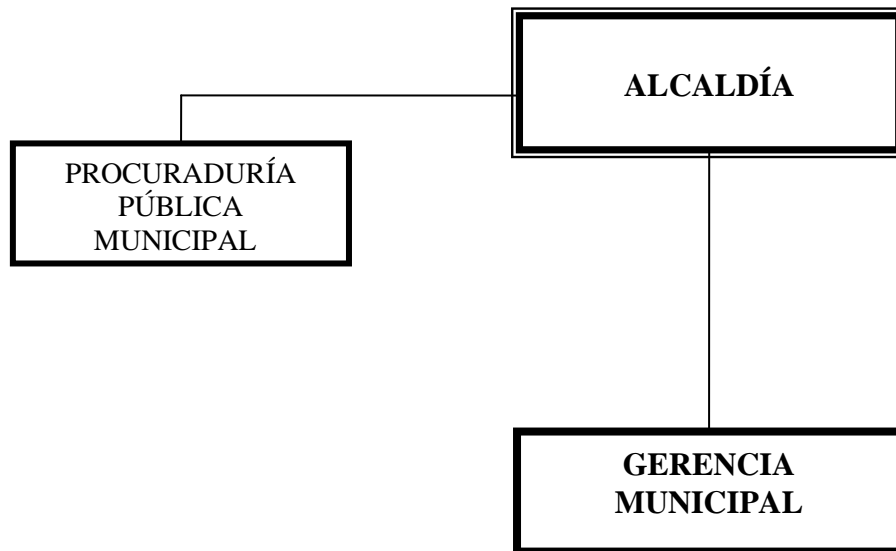 ALCALDÍA
PROCURADURÍA
PÚBLICA
MUNICIPAL
GERENCIA
MUNICIPAL